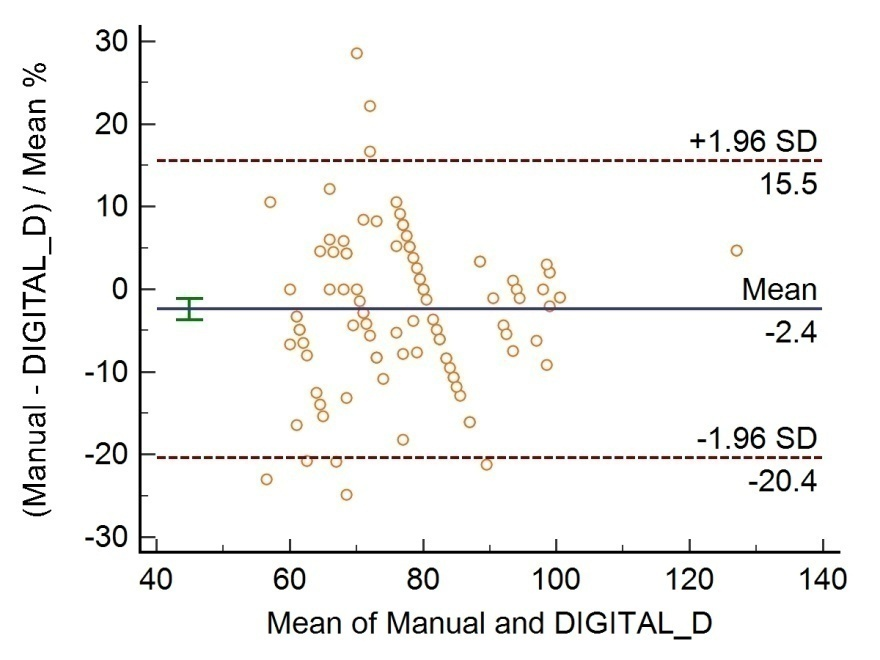 (Manual - DIGITAL_D) / Mean %
30
20
10
0
-10
-20
-30
+1.96 SD
15.5
Mean
-2.4
-1.96 SD
-20.4
40 60 80 100 120 140
Mean of Manual and DIGITAL_D